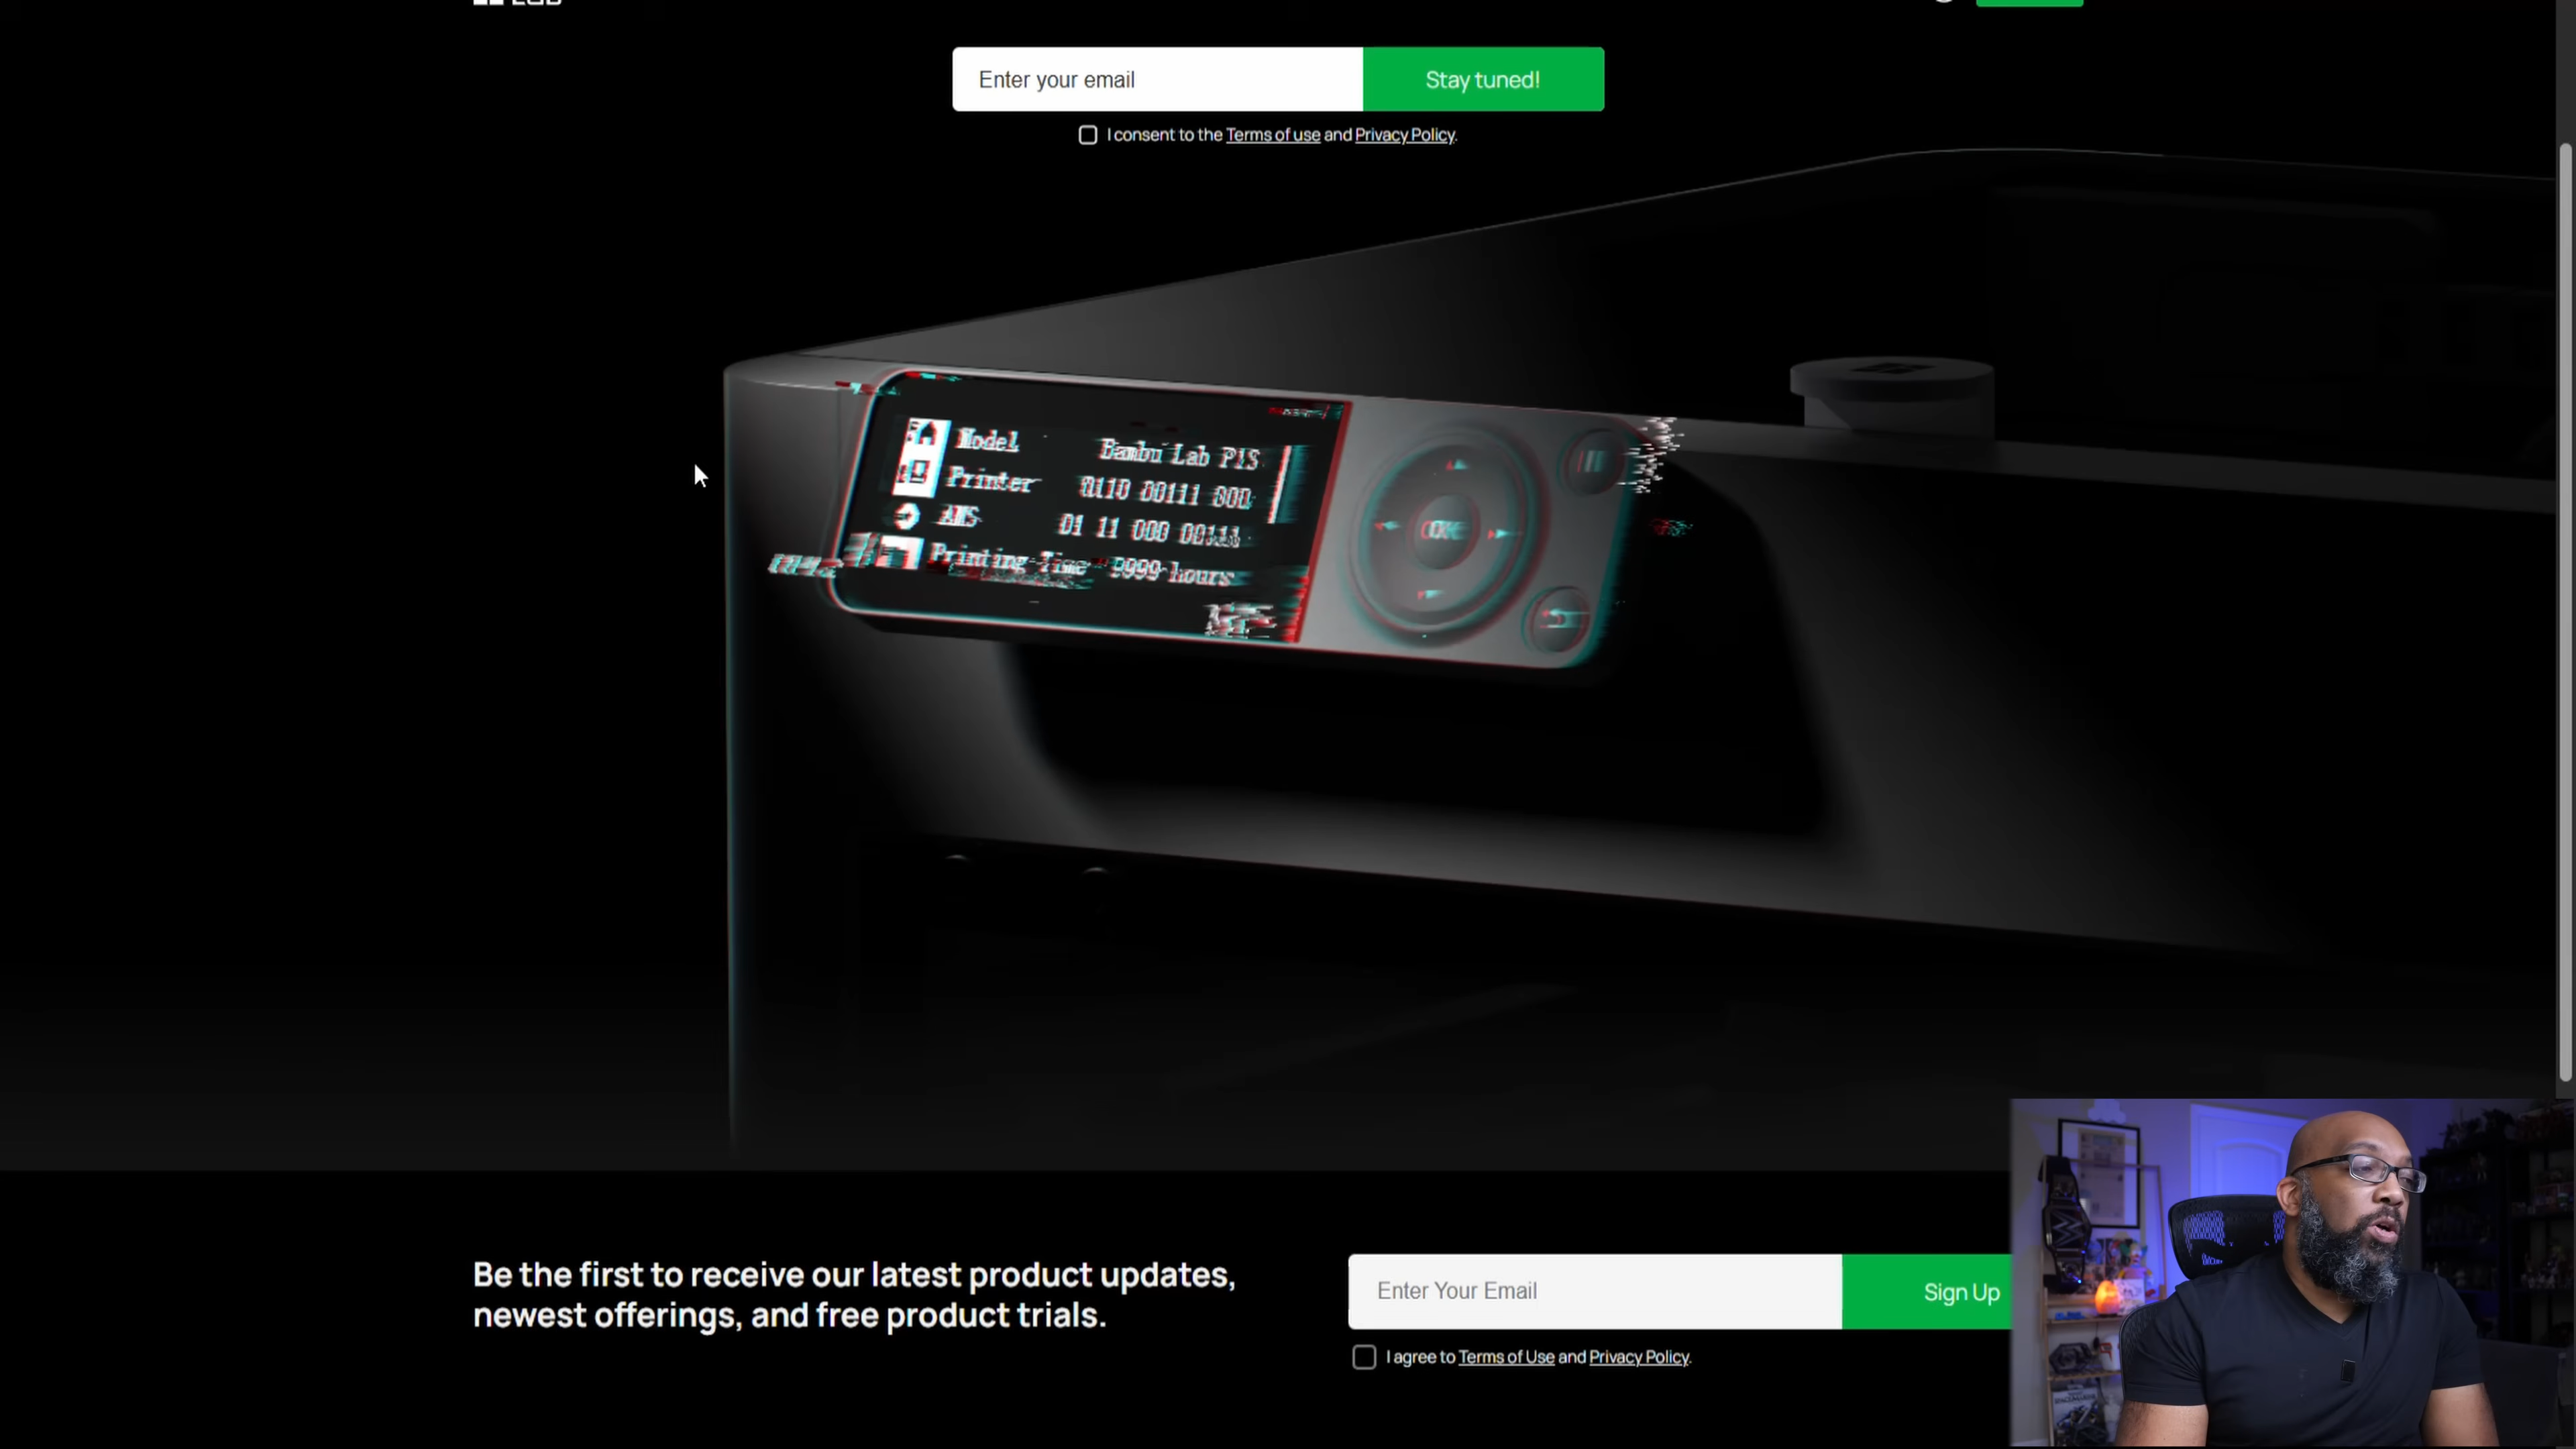 Enter your email
Stay tuned!
I consent to the Terms of use and Privacy Policy.
Model Bambu Lab P1S
Printer 0110 00111 000
AMS 01 11 000 00111
Printing Time 9999 hours
OK
Be the first to receive our latest product updates,
newest offerings, and free product trials.
Enter Your Email
Sign Up
I agree to Terms of Use and Privacy Policy.